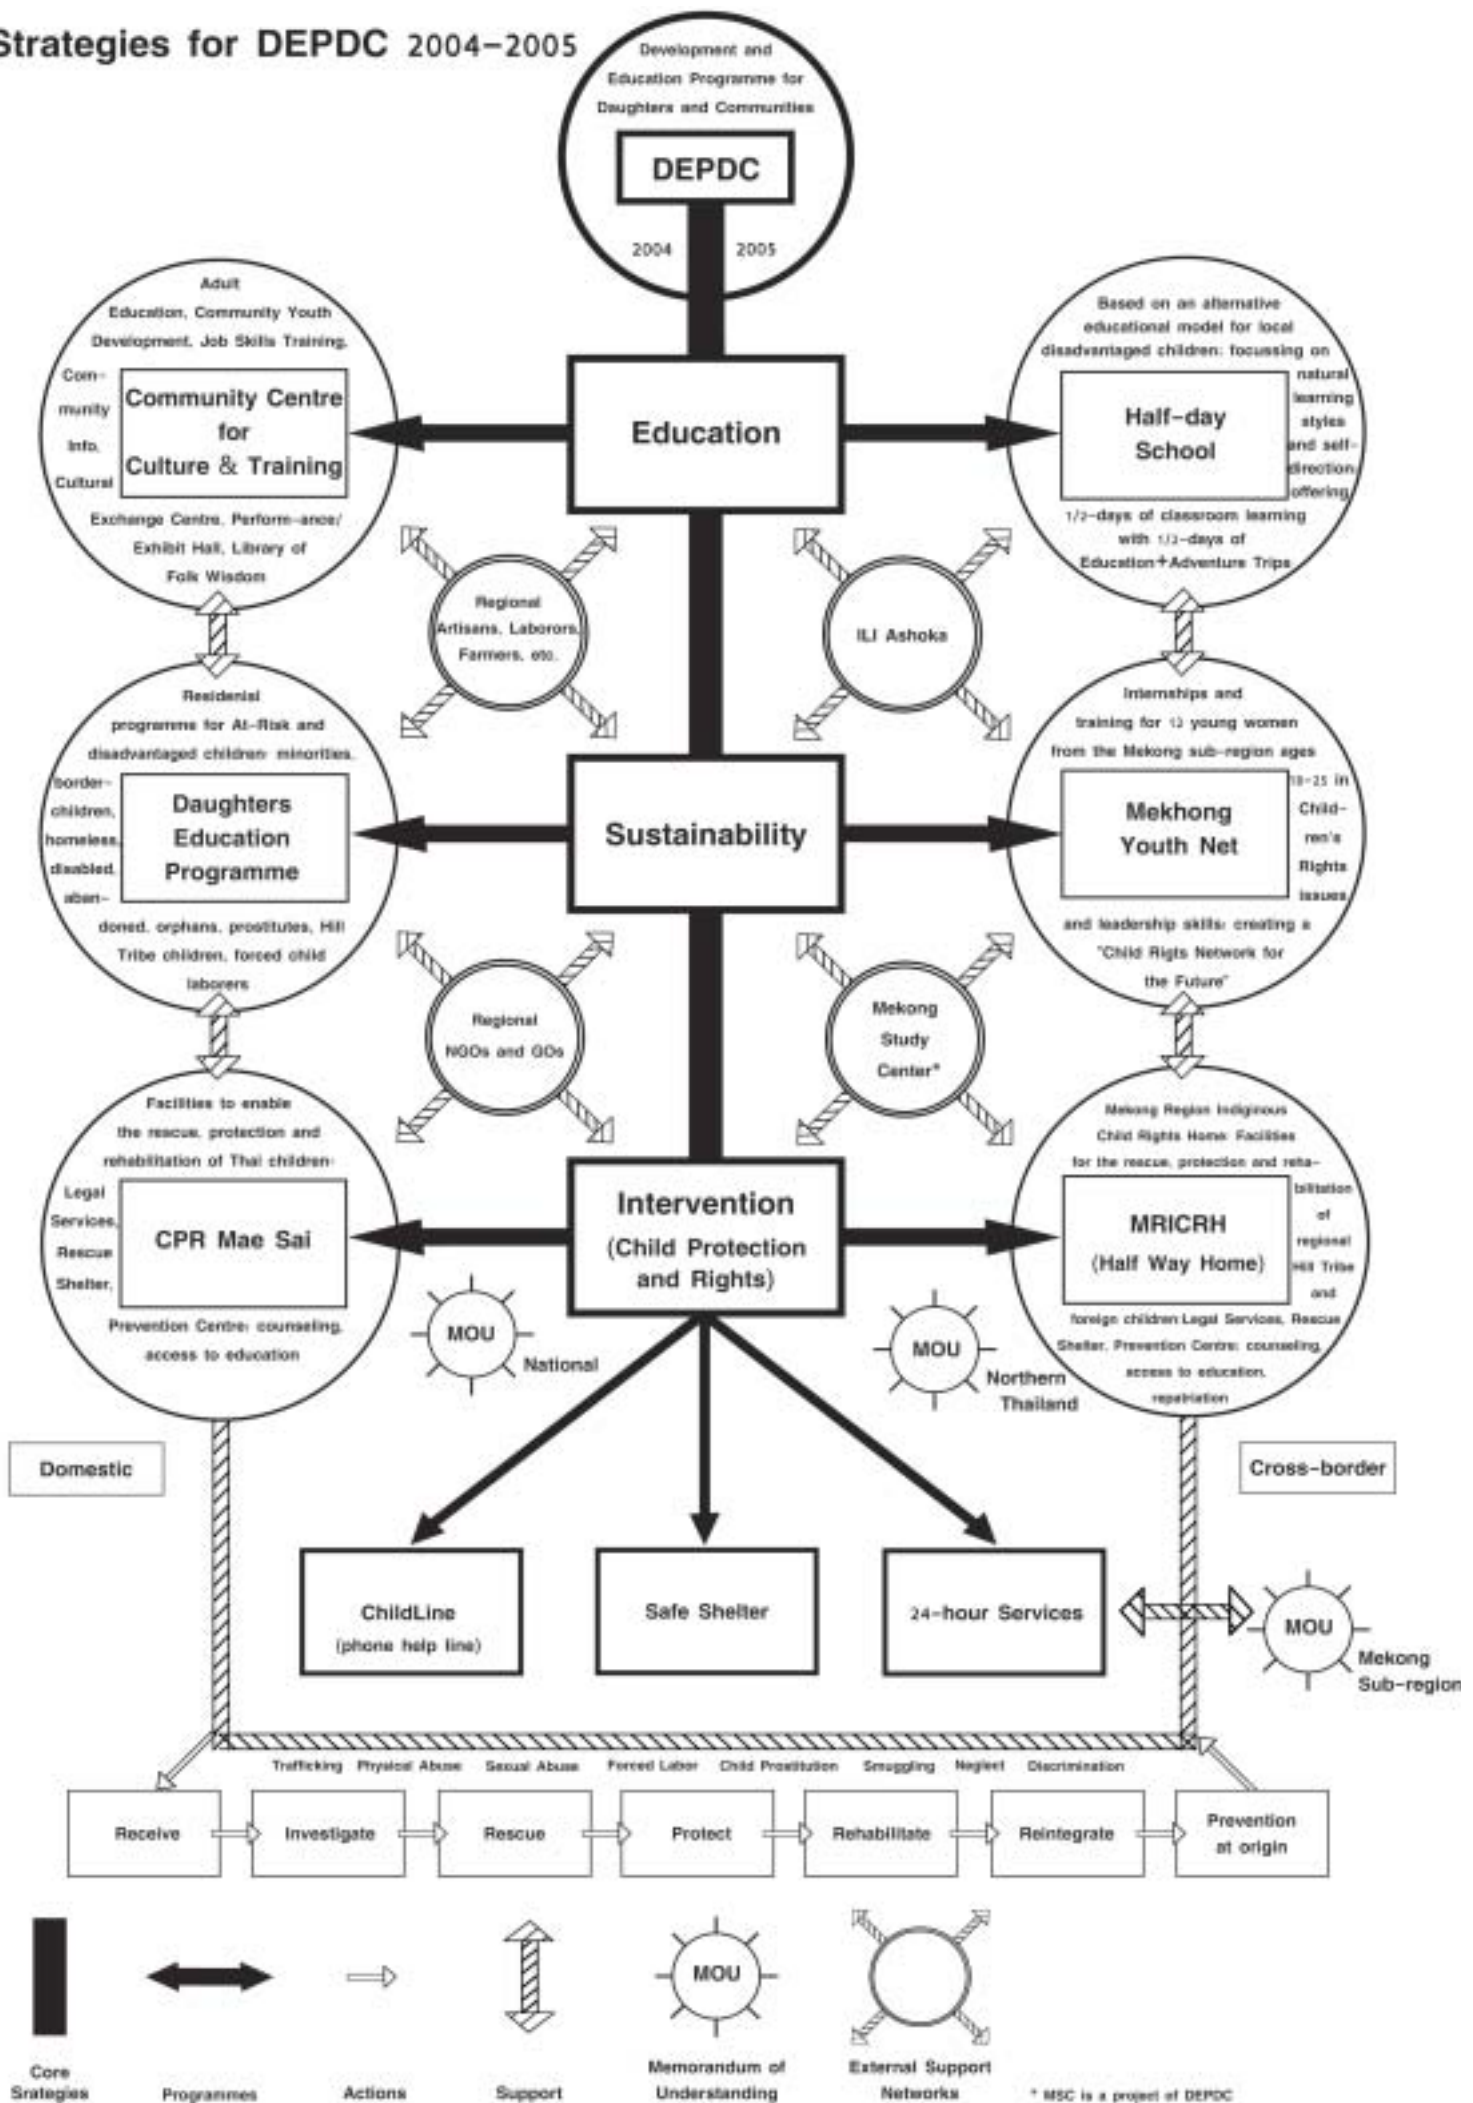 Strategies for DEPDC 2004-2005
Development and
Education Programme for
Daughters and Communities
DEPDC
2004 2005
Adult
Education, Community Youth
Development, Job Skills Training,
Com-
munity
Info,
Cultural
Community Centre
for
Culture & Training
Exchange Centre, Perform-ance/
Exhibit Hall, Library of
Folk Wisdom
Education
Based on an alternative
educational model for local
disadvantaged children: focussing on
natural
learning
styles
and self-
direction:
offering
Half-day
School
1/2-days of classroom learning
with 1/2-days of
Education+Adventure Trips
Regional
Artisans, Laborors,
Farmers, etc.
ILI Ashoka
Residenial
programme for At-Risk and
disadvantaged children: minorities,
border-
children,
homeless,
disabled,
aban-
Daughters
Education
Programme
doned, orphans, prostitutes, Hill
Tribe children, forced child
laborers
Sustainability
Internships and
training for 12 young women
from the Mekong sub-region ages
18-25 in
Child-
ren's
Rights
issues
Mekhong
Youth Net
and leadership skills: creating a
"Child Rigts Network for
the Future"
Regional
NGOs and GOs
Mekong
Study
Center*
Facilities to enable
the rescue, protection and
rehabilitation of Thai children:
Legal
Services,
Rescue
Shelter,
CPR Mae Sai
Prevention Centre: counseling,
access to education
Intervention
(Child Protection
and Rights)
Mekong Region Indiginous
Child Rights Home: Facilities
for the rescue, protection and reha-
bilitation
of
regional
Hill Tribe
and
MRICRH
(Half Way Home)
foreign children Legal Services, Rescue
Shelter, Prevention Centre: counseling,
access to education,
repatriation
MOU
National
MOU
Northern
Thailand
Domestic
Cross-border
ChildLine
(phone help line)
Safe Shelter
24-hour Services
MOU
Mekong
Sub-region
Trafficking Physical Abuse Sexual Abuse Forced Labor Child Prostitution Smuggling Neglect Discrimination
Receive
Investigate
Rescue
Protect
Rehabilitate
Reintegrate
Prevention
at origin
MOU
Core
Srategies
Programmes
Actions
Support
Memorandum of
Understanding
External Support
Networks
* MSC is a project of DEPDC